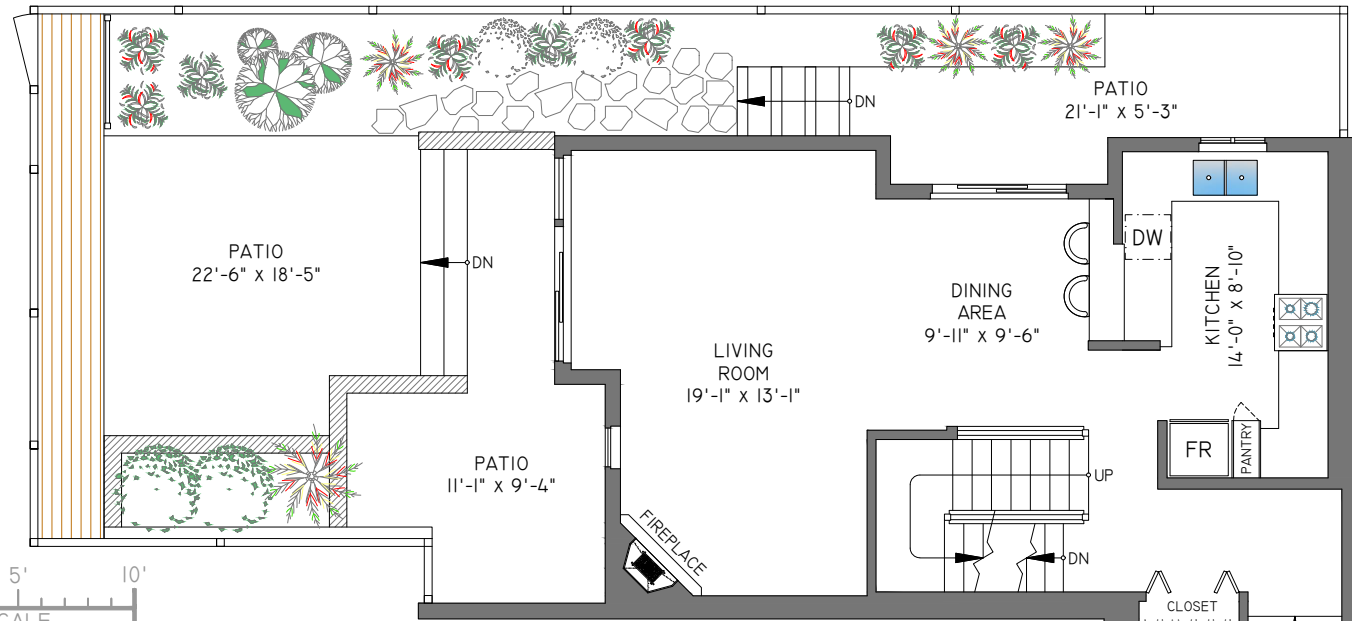 DN
PATIO
21'-1" X 5'-3"
PATIO
22'-6" X 18'-5"
DN
DW
DINING
AREA
9'-11" X 9'-6"
KITCHEN
14'-0" X 8'-10"
LIVING
ROOM
19'-1" X 13'-1"
PATIO
11'-1" X 9'-4"
FR
PANTRY
UP
FIREPLACE
DN
5'
10'
SCALE
CLOSET